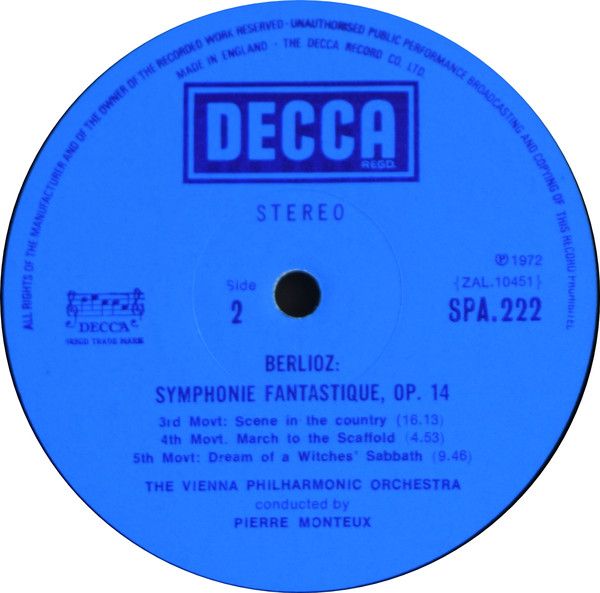 ALL RIGHTS OF THE MANUFACTURER AND OF THE OWNER OF THE RECORDED WORK RESERVED · UNAUTHORISED PUBLIC PERFORMANCE BROADCASTING AND COPYING OF THIS RECORD PROHIBITED
MADE IN ENGLAND · THE DECCA RECORD CO. LTD.
DECCA
REGD.
STEREO
℗ 1972
Side
(ZAL.10451)
2
SPA.222
DECCA
REGD TRADE MARK
BERLIOZ:
SYMPHONIE FANTASTIQUE, OP. 14
3rd Movt: Scene in the country (16.13)
4th Movt. March to the Scaffold (4.53)
5th Movt: Dream of a Witches' Sabbath (9.46)
THE VIENNA PHILHARMONIC ORCHESTRA
conducted by
PIERRE MONTEUX